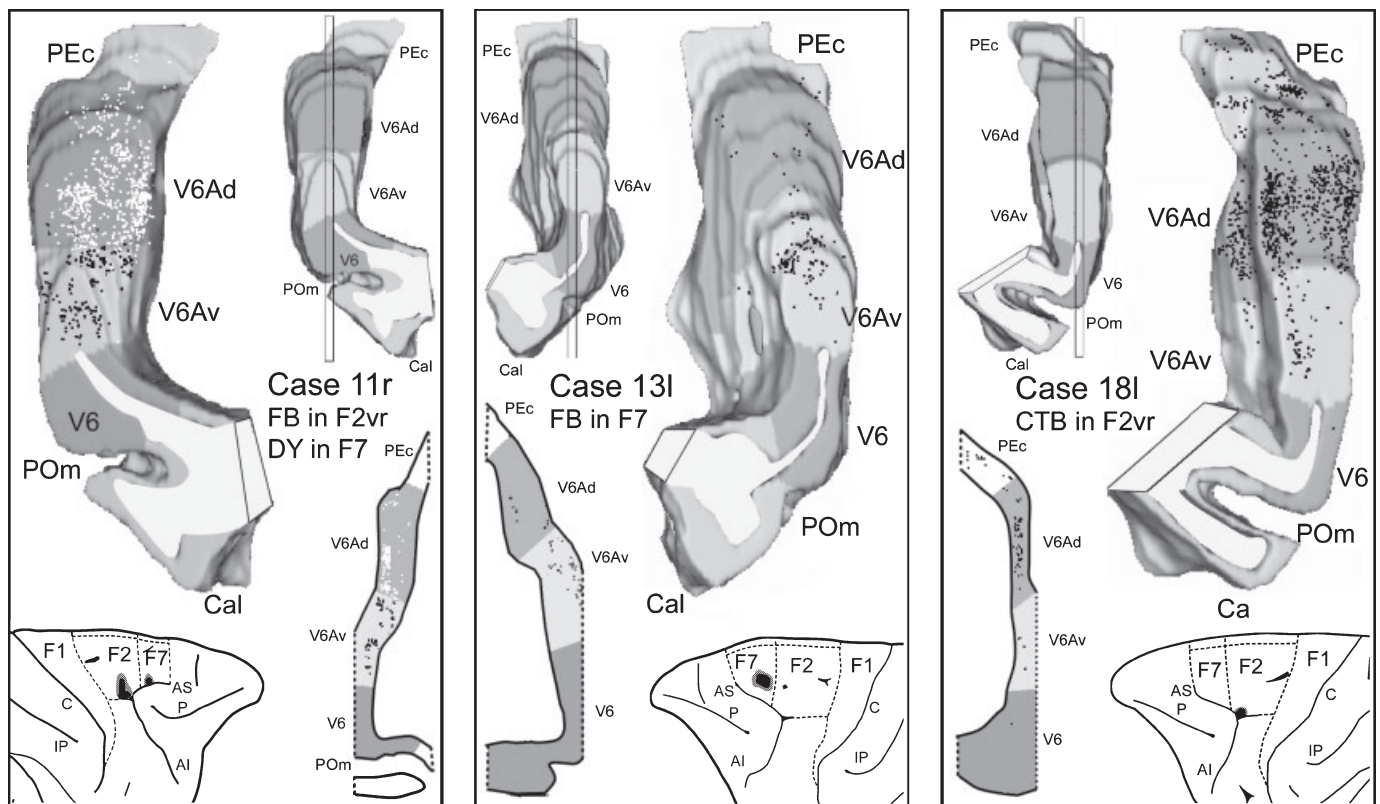 PEc
V6Ad
V6Av
V6
POm
Cal
PEc
V6Ad
V6Av
V6
POm
Cal
Case 11r
FB in F2vr
DY in F7
PEc
V6Ad
V6Av
V6
POm
F1
F2
F7
AS
P
C
IP
AI
PEc
V6Ad
V6Av
V6
POm
Cal
Case 13l
FB in F7
PEc
V6Ad
V6Av
V6
PEc
V6Ad
V6Av
V6
POm
Cal
F7
F2
F1
AS
P
C
AI
IP
PEc
V6Ad
V6Av
V6
POm
Cal
Case 18l
CTB in F2vr
PEc
V6Ad
V6Av
V6
PEc
V6Ad
V6Av
V6
POm
Ca
F7
F2
F1
AS
P
C
AI
IP